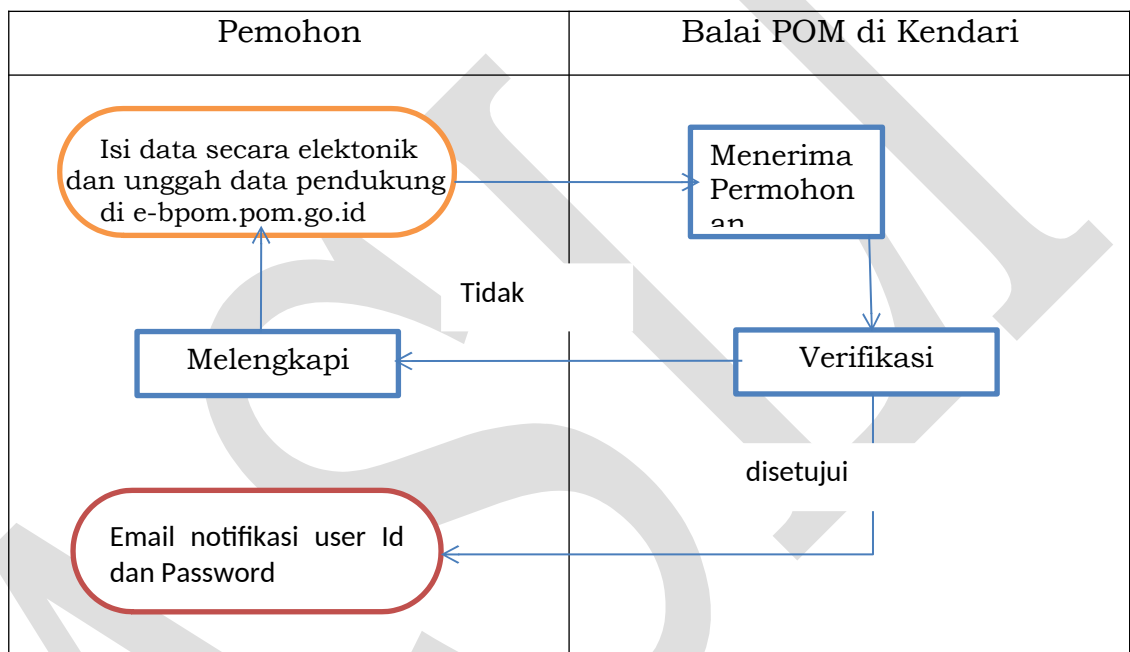 Pemohon
Balai POM di Kendari
Isi data secara elektonik
dan unggah data pendukung
di e-bpom.pom.go.id
Menerima
Permohon
an
Tidak
Melengkapi
Verifikasi
disetujui
Email notifikasi user Id
dan Password